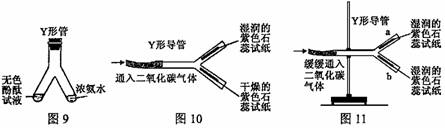 Y形管
无色
酚酞
试液
浓氨水
图 9
Y形导管
通入二氧化碳气体
湿润的
紫色石
蕊试纸
干燥的
紫色石
蕊试纸
图 10
Y形导管
缓缓通入
二氧化碳
气体
a
b
湿润的
紫色石
蕊试纸
湿润的
紫色石
蕊试纸
图 11